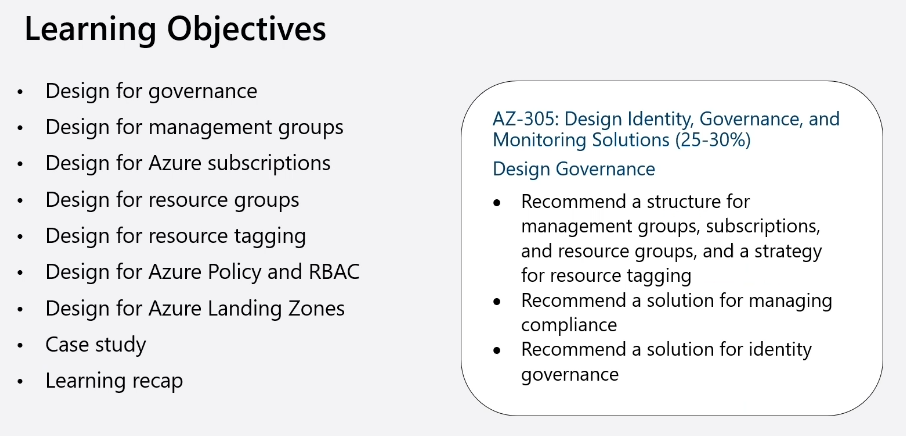 Learning Objectives
• Design for governance
• Design for management groups
• Design for Azure subscriptions
• Design for resource groups
• Design for resource tagging
• Design for Azure Policy and RBAC
• Design for Azure Landing Zones
• Case study
• Learning recap
AZ-305: Design Identity, Governance, and
Monitoring Solutions (25-30%)
Design Governance
• Recommend a structure for
management groups, subscriptions,
and resource groups, and a strategy
for resource tagging
• Recommend a solution for managing
compliance
• Recommend a solution for identity
governance